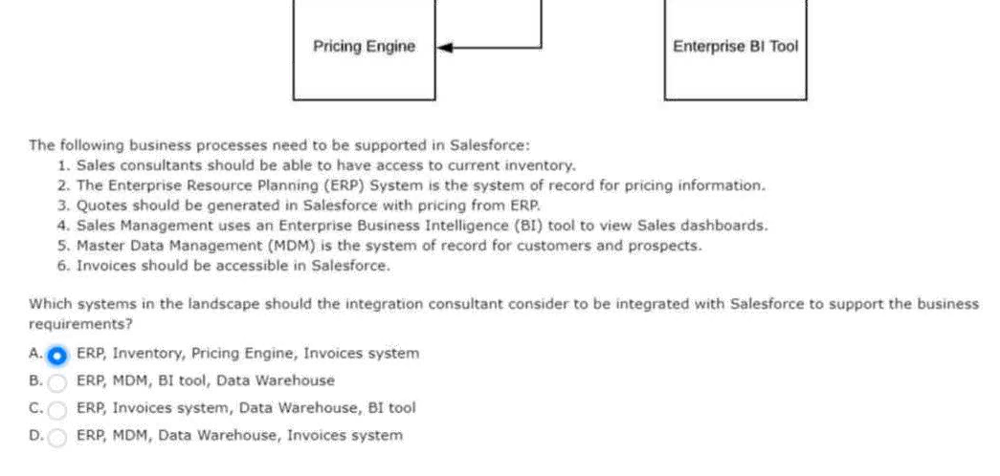 Pricing Engine
Enterprise BI Tool
The following business processes need to be supported in Salesforce:
1. Sales consultants should be able to have access to current inventory.
2. The Enterprise Resource Planning (ERP) System is the system of record for pricing information.
3. Quotes should be generated in Salesforce with pricing from ERP.
4. Sales Management uses an Enterprise Business Intelligence (BI) tool to view Sales dashboards.
5. Master Data Management (MDM) is the system of record for customers and prospects.
6. Invoices should be accessible in Salesforce.
Which systems in the landscape should the integration consultant consider to be integrated with Salesforce to support the business
requirements?
A. ERP, Inventory, Pricing Engine, Invoices system
B. ERP, MDM, BI tool, Data Warehouse
C. ERP, Invoices system, Data Warehouse, BI tool
D. ERP, MDM, Data Warehouse, Invoices system